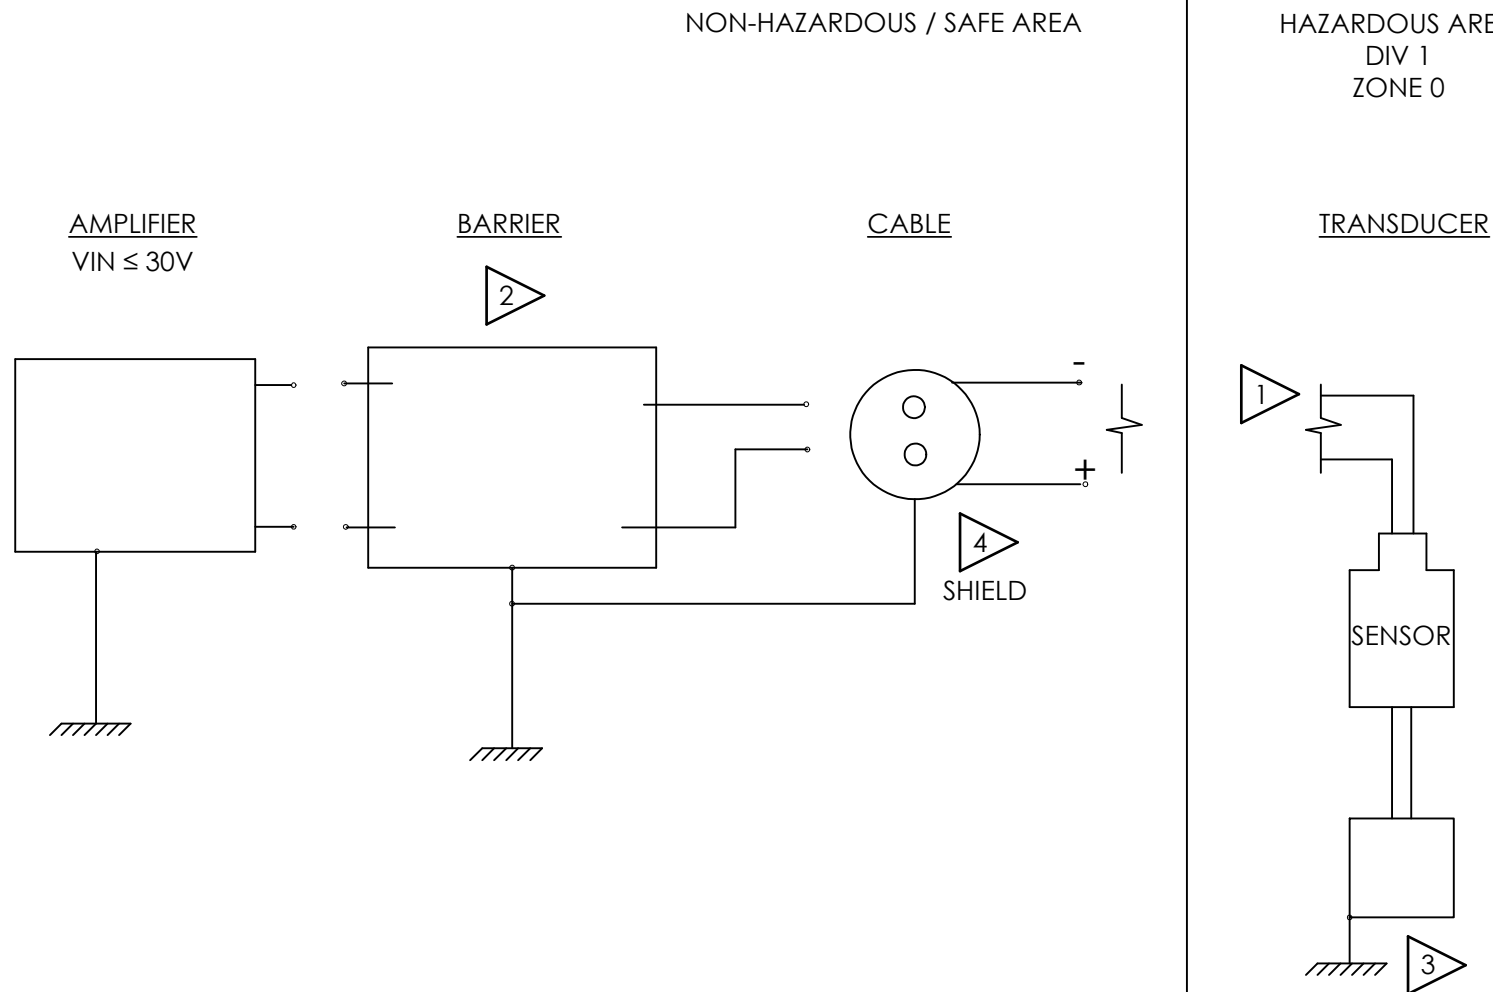 NON-HAZARDOUS / SAFE AREA
HAZARDOUS ARE
DIV 1
ZONE 0
AMPLIFIER
VIN ≤ 30V
BARRIER
CABLE
TRANSDUCER
2
-
1
+
4
SHIELD
SENSOR
3